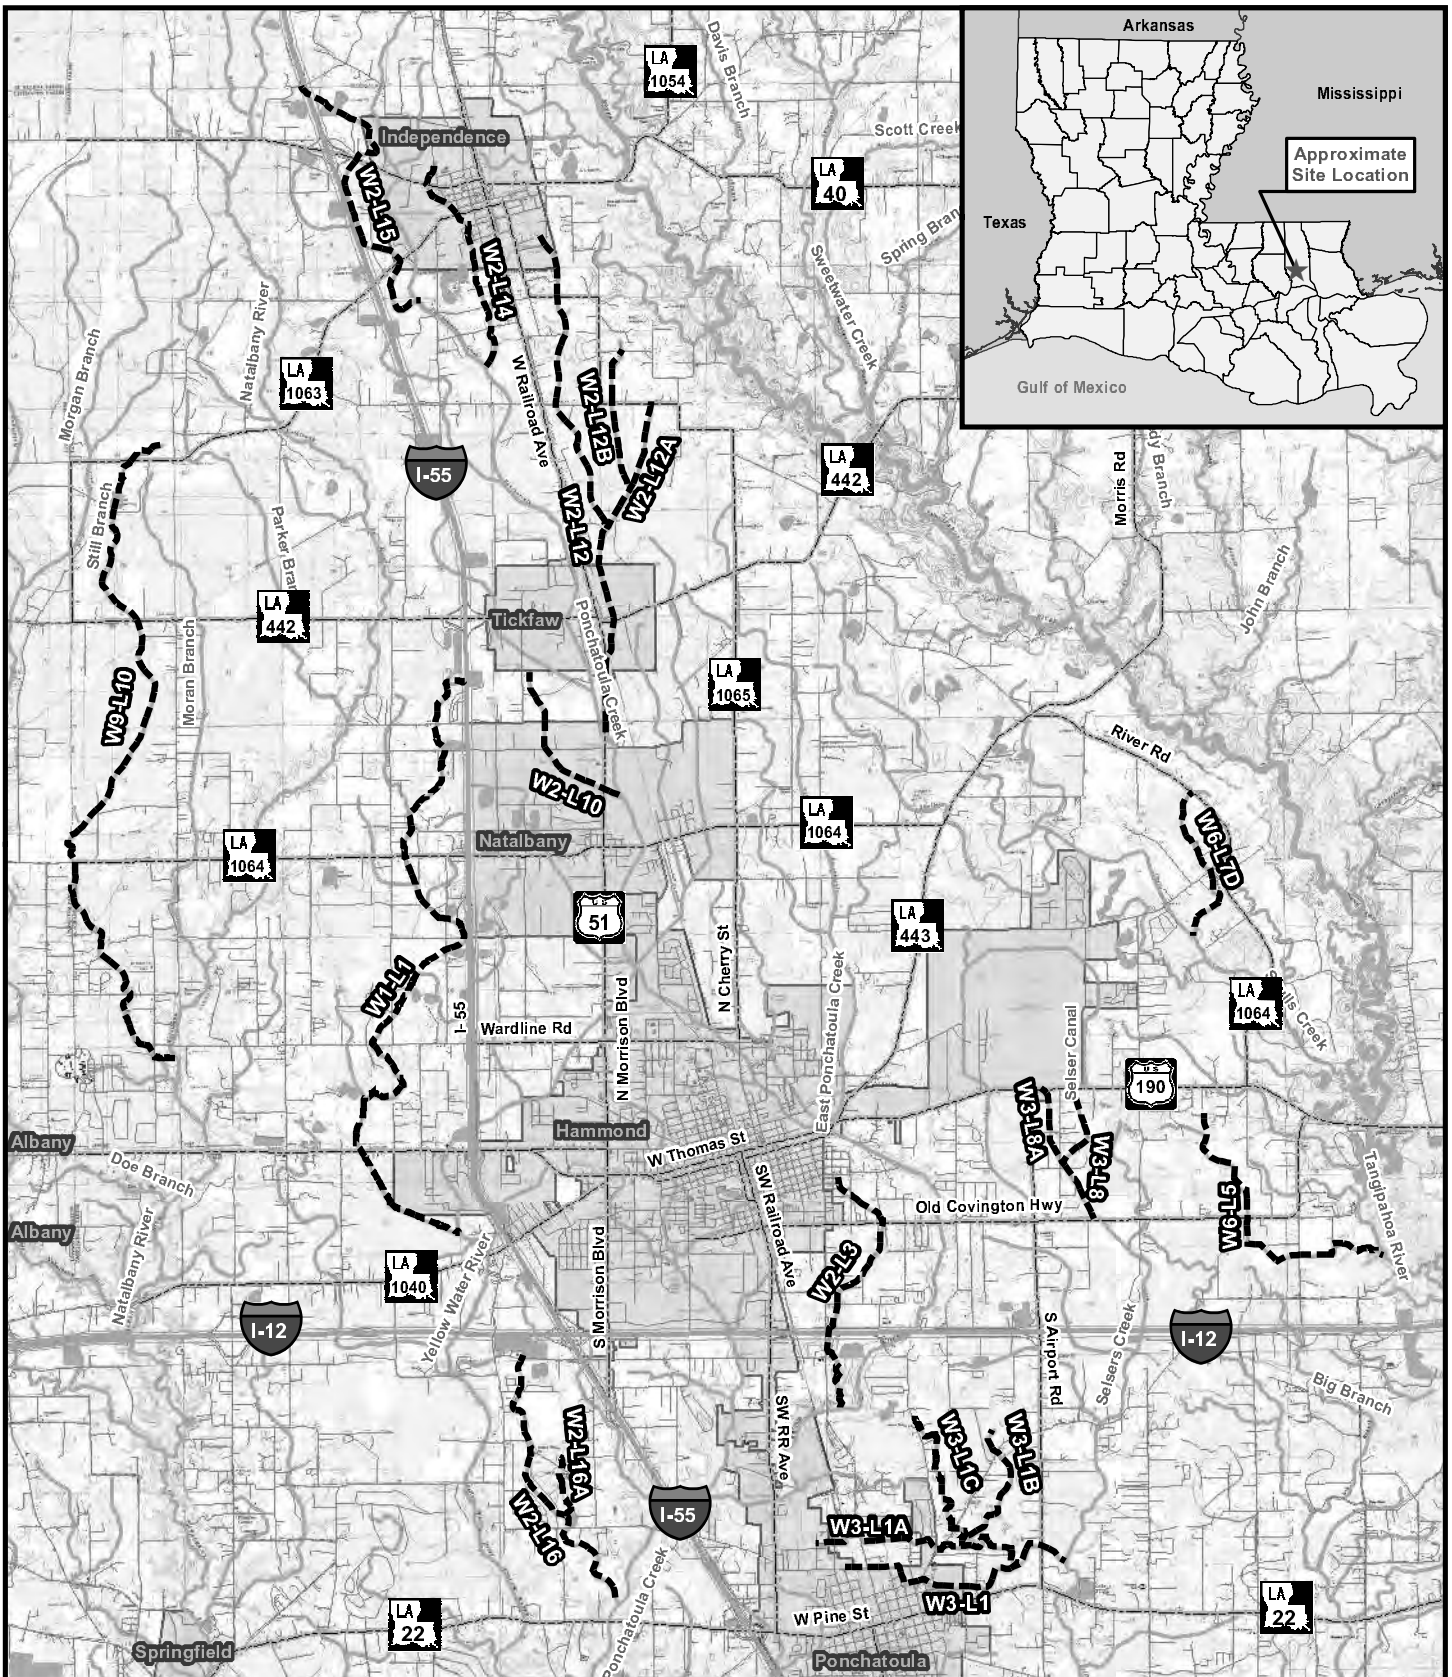 Arkansas
Mississippi
Approximate
Site Location
Texas
Gulf of Mexico
LA
1054
Davis Branch
Scott Creek
Independence
LA
40
W2-L15
Spring Bran
W2-L14
Sweetwater Creek
Natalbany River
Morgan Branch
LA
1063
W Railroad Ave
W2-L12B
W2-L12A
I-55
LA
442
Morris Rd
dy Branch
Still Branch
Parker Bran
W2-L12
John Branch
LA
442
Tickfaw
Ponchatoula Creek
Moran Branch
W9-L10
LA
1065
River Rd
W2-L10
LA
1064
Natalbany
LA
1064
W6-L7D
US
51
LA
443
N Cherry St
East Ponchatoula Creek
W1-L1
I- 55
Wardline Rd
N Morrison Blvd
Selser Canal
LA
1064
lls Creek
US
190
Hammond
W Thomas St
W3-L8A
W3-L8
Albany
Doe Branch
Tangipahoa River
Old Covington Hwy
SW Railroad Ave
W6-L5
Albany
Natalbany River
S Morrison Blvd
W2-L3
LA
1040
Yellow Water River
I-12
S Airport Rd
Selsers Creek
I-12
Big Branch
SW RR Ave
W2-L16A
W3-L1C
W3-L1B
I-55
W2-L16
W3-L1A
W3-L1
Ponchatoula Creek
W Pine St
LA
22
LA
22
Springfield
Ponchatoula